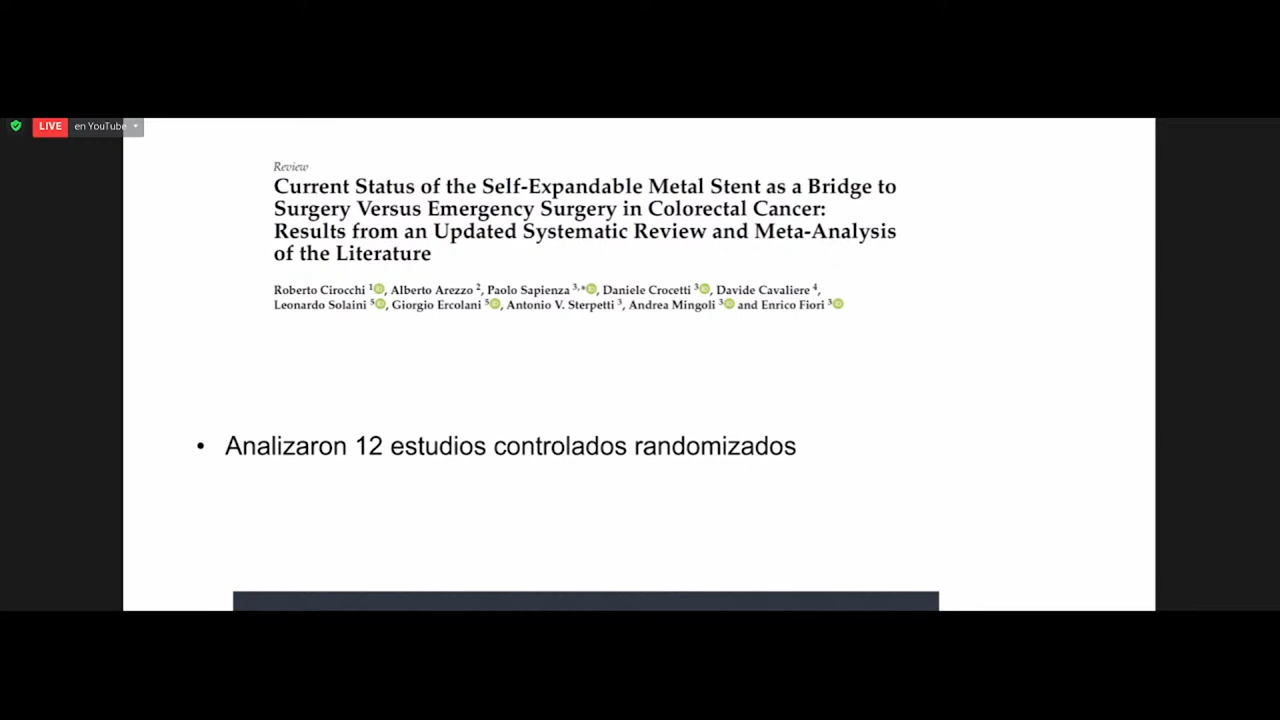 LIVE en YouTube
Review
Current Status of the Self-Expandable Metal Stent as a Bridge to
Surgery Versus Emergency Surgery in Colorectal Cancer:
Results from an Updated Systematic Review and Meta-Analysis
of the Literature
Roberto Cirocchi 1, Alberto Arezzo 2, Paolo Sapienza 3,*, Daniele Crocetti 3, Davide Cavaliere 4,
Leonardo Solaini 5, Giorgio Ercolani 5, Antonio V. Sterpetti 3, Andrea Mingoli 3 and Enrico Fiori 3
• Analizaron 12 estudios controlados randomizados